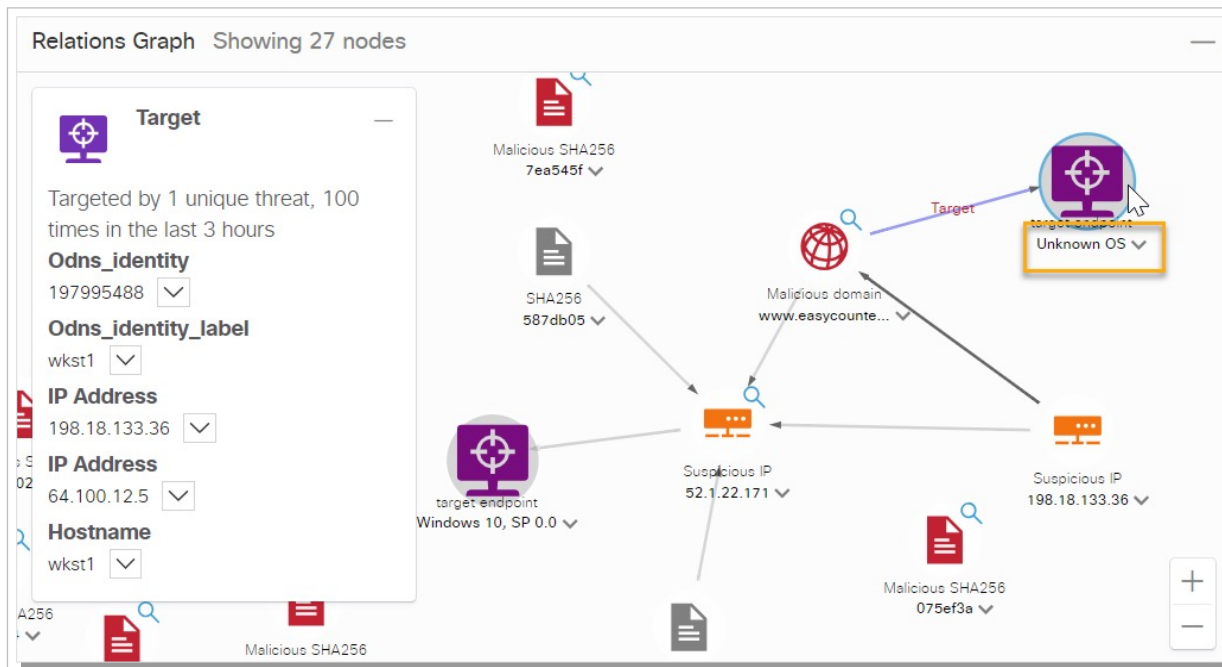 Relations Graph Showing 27 nodes
Target
Targeted by 1 unique threat, 100
times in the last 3 hours
Odns_identity
197995488
Odns_identity_label
wkst1
IP Address
198.18.133.36
IP Address
64.100.12.5
Hostname
wkst1
Malicious SHA256
7ea545f
SHA256
587db05
Malicious domain
www.easycounte...
Target
target endpoint
Unknown OS
target endpoint
Windows 10, SP 0.0
Suspicious IP
52.1.22.171
Suspicious IP
198.18.133.36
Malicious SHA256
075ef3a
Malicious SHA256